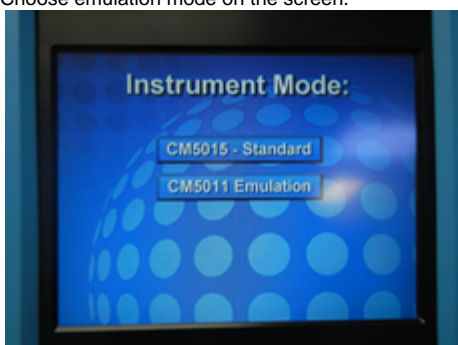 Choose emulation mode on the screen.
Instrument Mode:
CM5015 - Standard
CM5011 Emulation